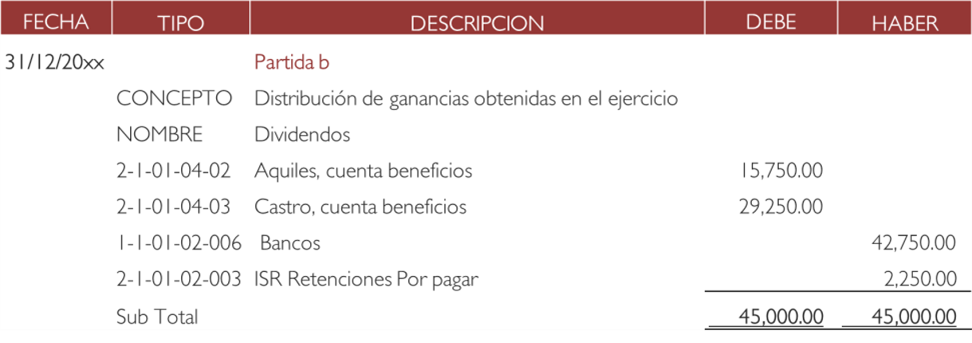 FECHA TIPO DESCRIPCION DEBE HABER
31/12/20xx Partida b
CONCEPTO Distribución de ganancias obtenidas en el ejercicio
NOMBRE Dividendos
2-1-01-04-02 Aquiles, cuenta beneficios 15,750.00
2-1-01-04-03 Castro, cuenta beneficios 29,250.00
1-1-01-02-006 Bancos 42,750.00
2-1-01-02-003 ISR Retenciones Por pagar 2,250.00
Sub Total 45,000.00 45,000.00